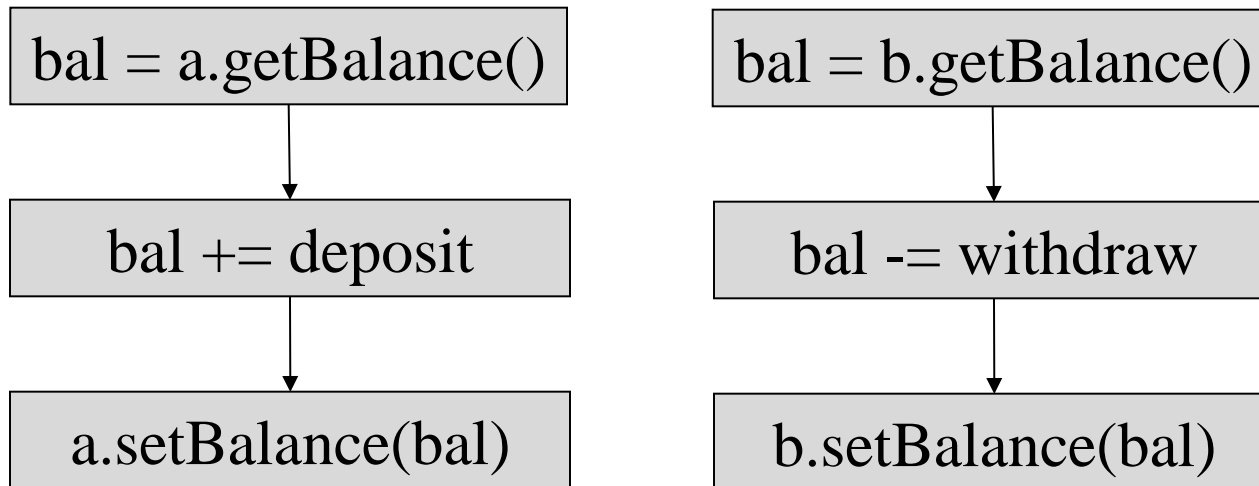 bal = a.getBalance()
bal += deposit
a.setBalance(bal)
bal = b.getBalance()
bal -= withdraw
b.setBalance(bal)